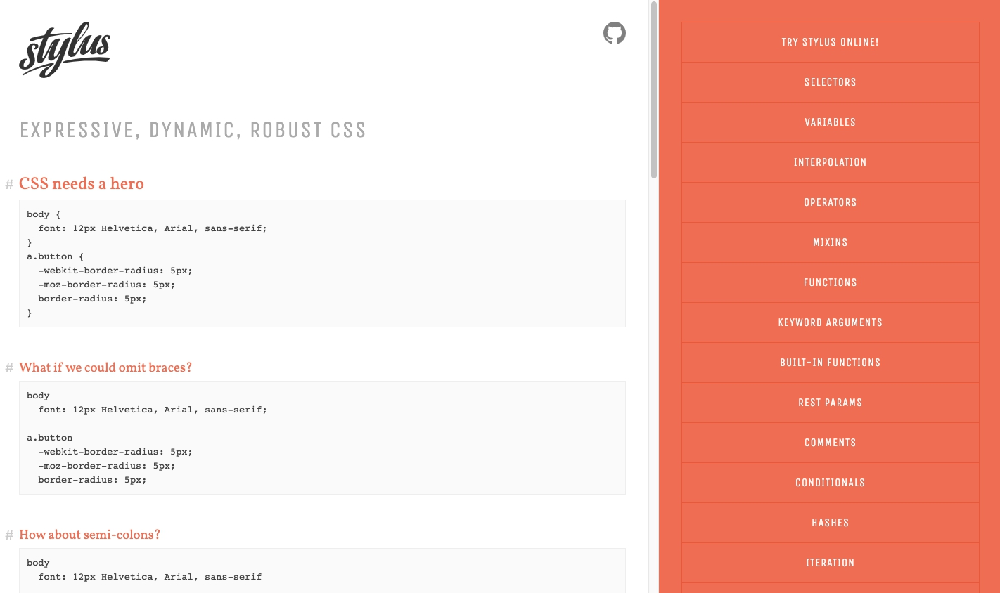 stylus
EXPRESSIVE, DYNAMIC, ROBUST CSS
# CSS needs a hero
body {
  font: 12px Helvetica, Arial, sans-serif;
}
a.button {
  -webkit-border-radius: 5px;
  -moz-border-radius: 5px;
  border-radius: 5px;
}
# What if we could omit braces?
body
  font: 12px Helvetica, Arial, sans-serif;

a.button
  -webkit-border-radius: 5px;
  -moz-border-radius: 5px;
  border-radius: 5px;
# How about semi-colons?
body
  font: 12px Helvetica, Arial, sans-serif
TRY STYLUS ONLINE!
SELECTORS
VARIABLES
INTERPOLATION
OPERATORS
MIXINS
FUNCTIONS
KEYWORD ARGUMENTS
BUILT-IN FUNCTIONS
REST PARAMS
COMMENTS
CONDITIONALS
HASHES
ITERATION